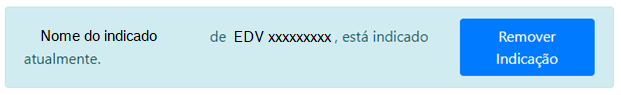 Nome do indicado de EDV xxxxxxxxx , está indicado
atualmente.
Remover
Indicação